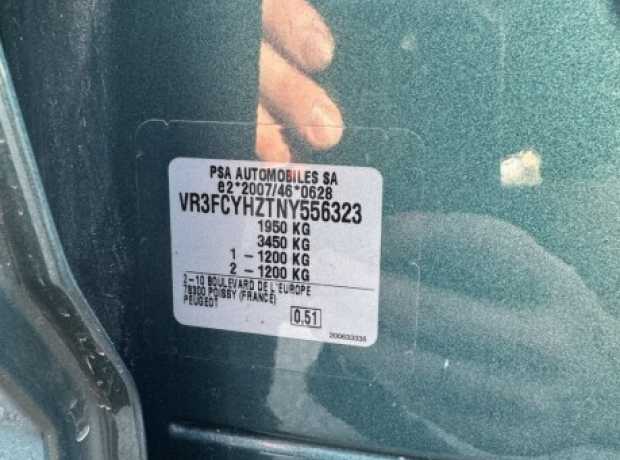 PSA AUTOMOBILES SA
e2*2007/46*0628
VR3FCYHZTNY556323
1950 KG
3450 KG
1 - 1200 KG
2 - 1200 KG
2-10 BOULEVARD DE L'EUROPE
78300 POISSY (FRANCE)
PEUGEOT
0.51
200633336